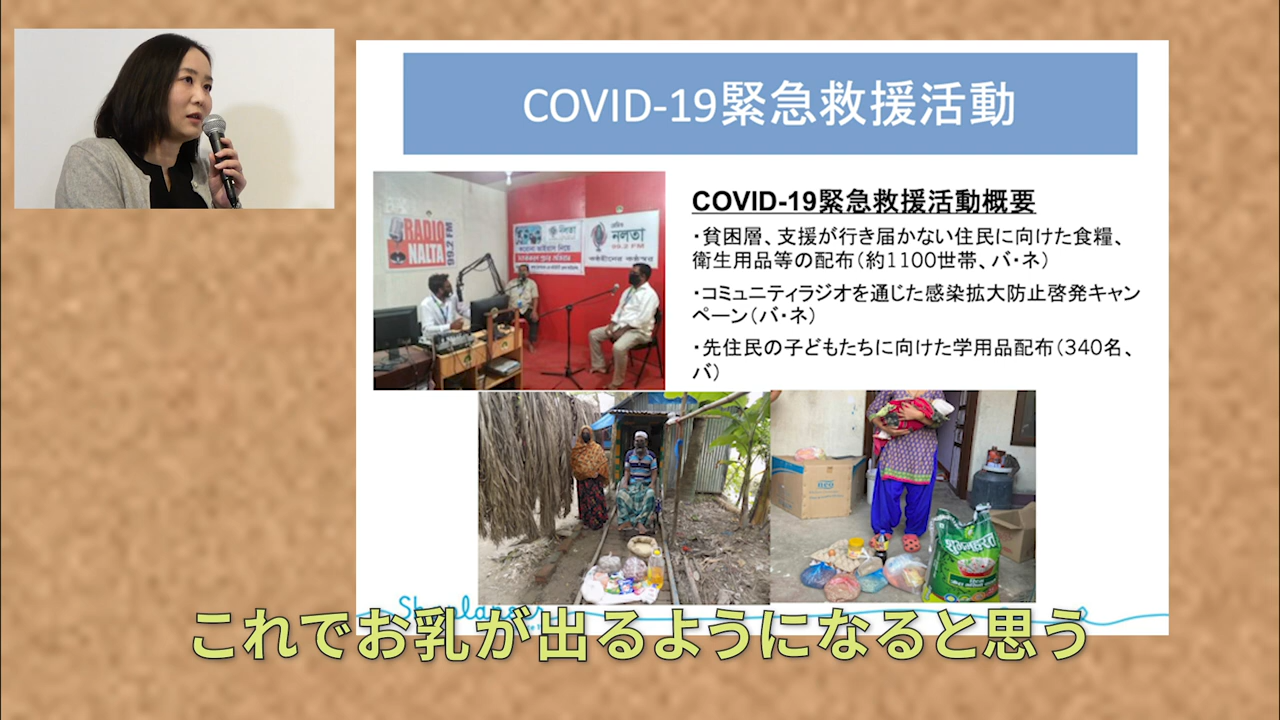 COVID-19緊急救援活動
COVID-19緊急救援活動概要
・貧困層、支援が行き届かない住民に向けた食糧、
衛生用品等の配布（約1100世帯、バ・ネ）
・コミュニティラジオを通じた感染拡大防止啓発キャン
ペーン（バ・ネ）
・先住民の子どもたちに向けた学用品配布（340名、
バ）
RADIO
NALTA
99.2 FM
নলতা
99.2 FM
これでお乳が出るようになると思う